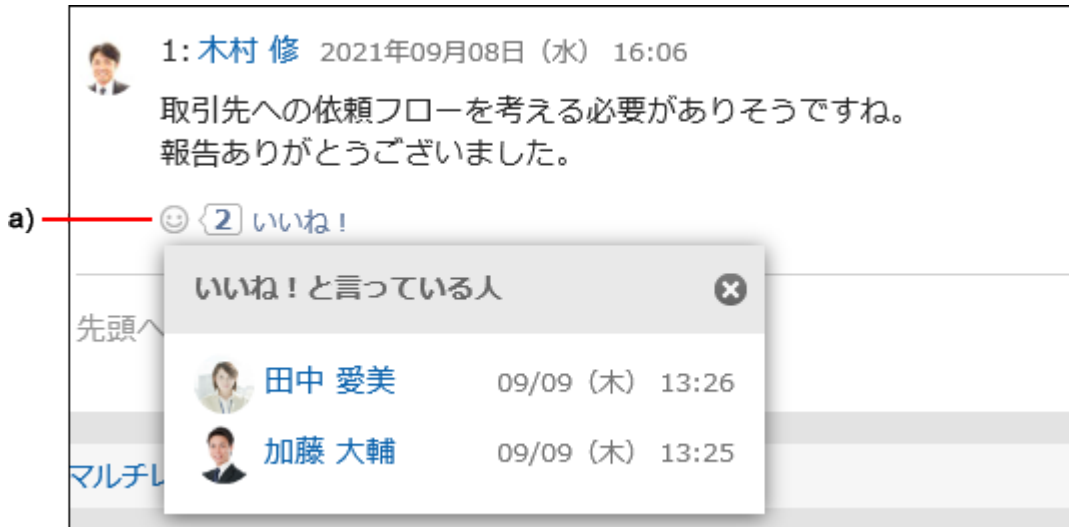 1: 木村 修 2021年09月08日（水） 16:06
取引先への依頼フローを考える必要がありそうですね。
報告ありがとうございました。
a)
2 いいね！
いいね！と言っている人
先頭へ
田中 愛美 09/09（木） 13:26
加藤 大輔 09/09（木） 13:25
マルチレ